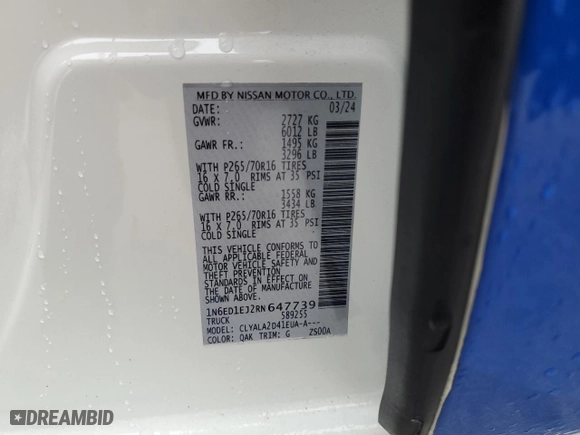 MFD BY NISSAN MOTOR CO., LTD.
DATE: 03/24
GVWR: 2727 KG
6012 LB
GAWR FR.: 1495 KG
3296 LB
WITH P265/70R16 TIRES
16 X 7.0 RIMS AT 35 PSI
COLD SINGLE
GAWR RR.: 1558 KG
3434 LB
WITH P265/70R16 TIRES
16 X 7.0 RIMS AT 35 PSI
COLD SINGLE
THIS VEHICLE CONFORMS TO
ALL APPLICABLE FEDERAL
MOTOR VEHICLE SAFETY AND
THEFT PREVENTION
STANDARDS IN EFFECT ON
THE DATE OF MANUFACTURE
SHOWN ABOVE.
1N6ED1EJ2RN647739
TRUCK 589255
MODEL: CLYALA2D41EUA-A---
COLOR: QAK TRIM: G ZSDOA
DREAMBID